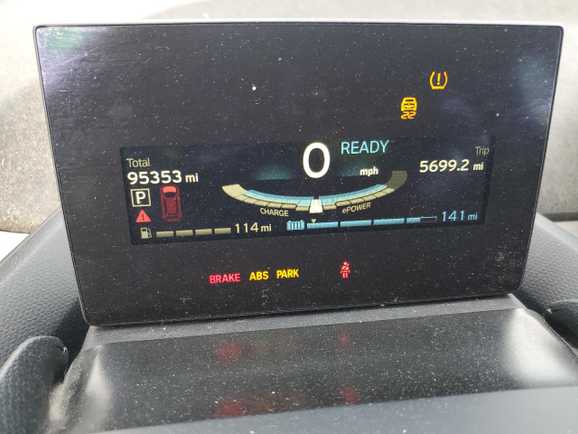 READY
Total
0
Trip
95353 mi
mph
5699.2 mi
P
CHARGE
ePOWER
114 mi
141 mi
BRAKE ABS PARK